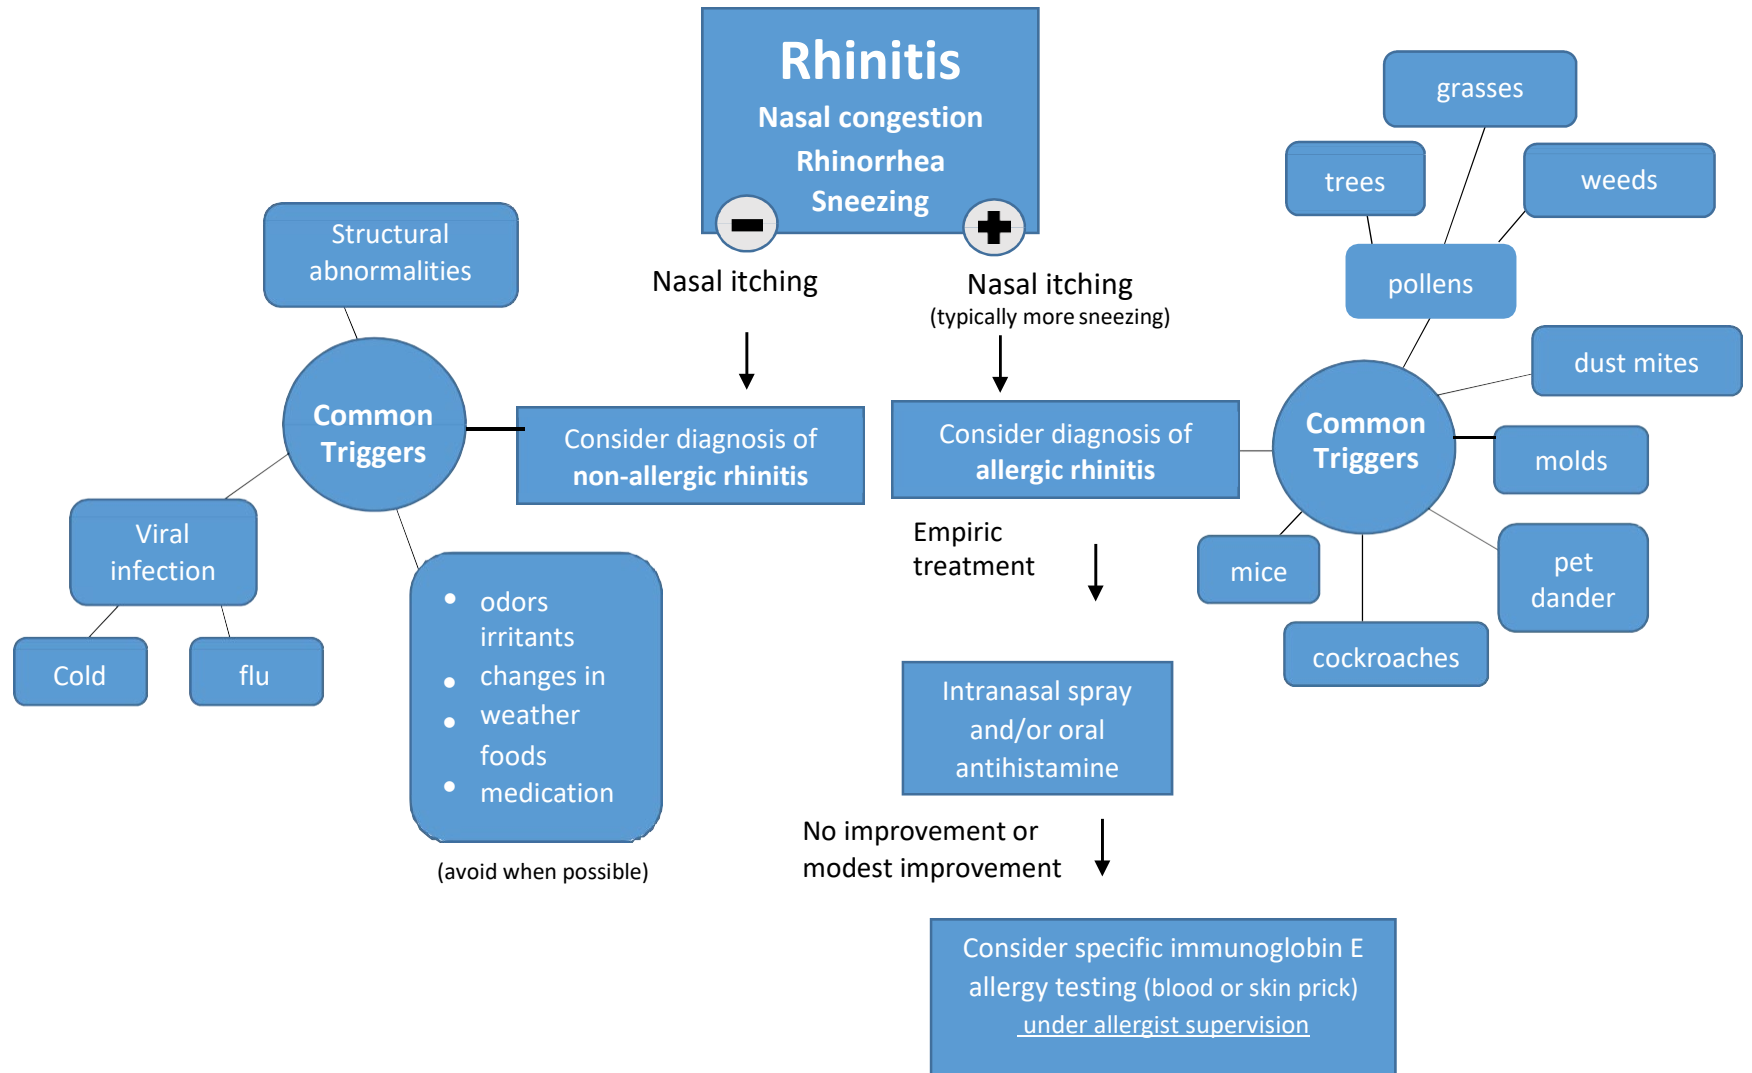 Rhinitis
Nasal congestion
Rhinorrhea
Sneezing
Nasal itching
Nasal itching
(typically more sneezing)
Structural
abnormalities
Common
Triggers
Viral
infection
Cold
flu
• odors
irritants
• changes in
• weather
foods
• medication
(avoid when possible)
Consider diagnosis of
non-allergic rhinitis
Consider diagnosis of
allergic rhinitis
Common
Triggers
grasses
trees
weeds
pollens
dust mites
molds
pet
dander
cockroaches
mice
Empiric
treatment
Intranasal spray
and/or oral
antihistamine
No improvement or
modest improvement
Consider specific immunoglobin E
allergy testing (blood or skin prick)
under allergist supervision